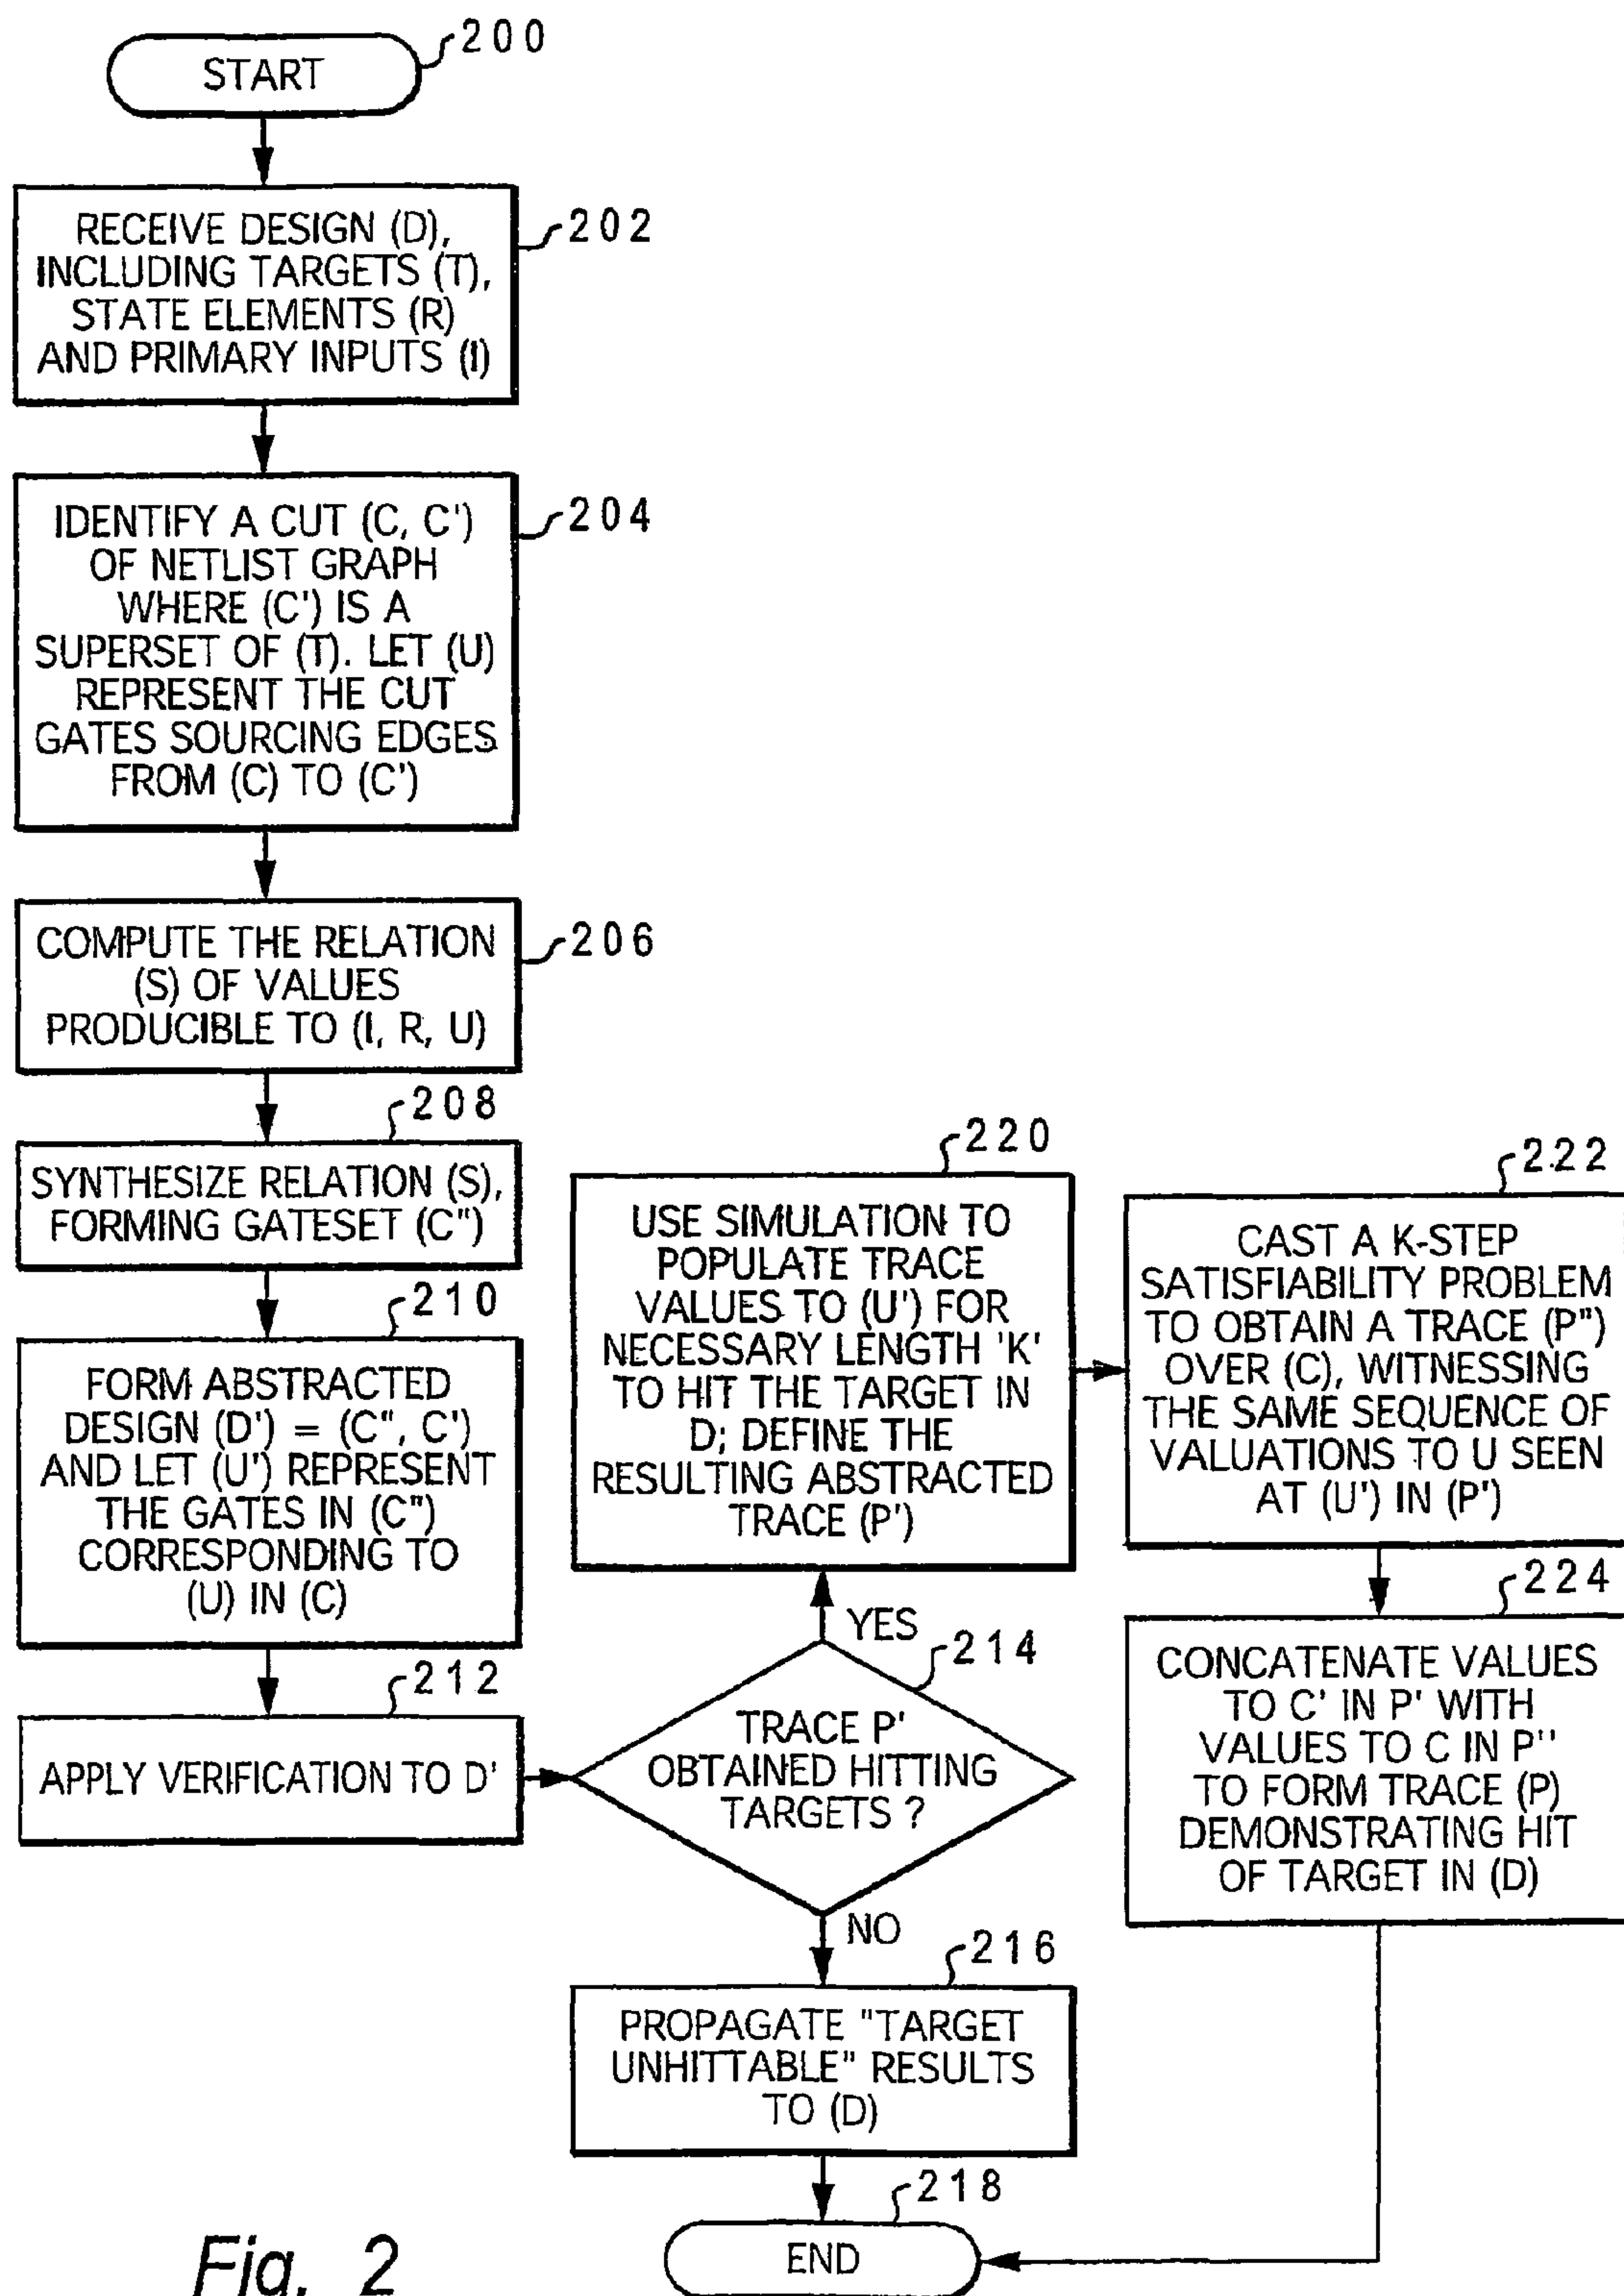 200
START
202
RECEIVE DESIGN (D),
INCLUDING TARGETS (T),
STATE ELEMENTS (R)
AND PRIMARY INPUTS (I)
204
IDENTIFY A CUT (C, C')
OF NETLIST GRAPH
WHERE (C') IS A
SUPERSET OF (T). LET (U)
REPRESENT THE CUT
GATES SOURCING EDGES
FROM (C) TO (C')
206
COMPUTE THE RELATION
(S) OF VALUES
PRODUCIBLE TO (I, R, U)
208
SYNTHESIZE RELATION (S),
FORMING GATESET (C")
210
FORM ABSTRACTED
DESIGN (D') = (C", C')
AND LET (U') REPRESENT
THE GATES IN (C")
CORRESPONDING TO
(U) IN (C)
212
APPLY VERIFICATION TO D'
214
TRACE P'
OBTAINED HITTING
TARGETS ?
YES
NO
220
USE SIMULATION TO
POPULATE TRACE
VALUES TO (U') FOR
NECESSARY LENGTH 'K'
TO HIT THE TARGET IN
D; DEFINE THE
RESULTING ABSTRACTED
TRACE (P')
222
CAST A K-STEP
SATISFIABILITY PROBLEM
TO OBTAIN A TRACE (P")
OVER (C), WITNESSING
THE SAME SEQUENCE OF
VALUATIONS TO U SEEN
AT (U') IN (P')
224
CONCATENATE VALUES
TO C' IN P' WITH
VALUES TO C IN P''
TO FORM TRACE (P)
DEMONSTRATING HIT
OF TARGET IN (D)
216
PROPAGATE "TARGET
UNHITTABLE" RESULTS
TO (D)
218
END
Fig. 2